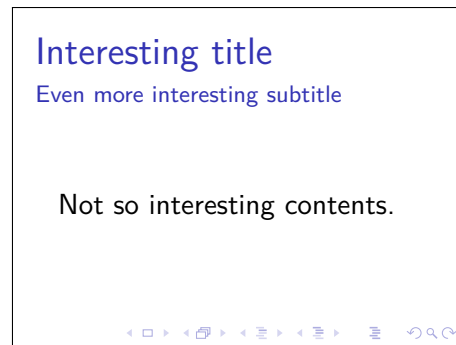 Interesting title
Even more interesting subtitle
Not so interesting contents.